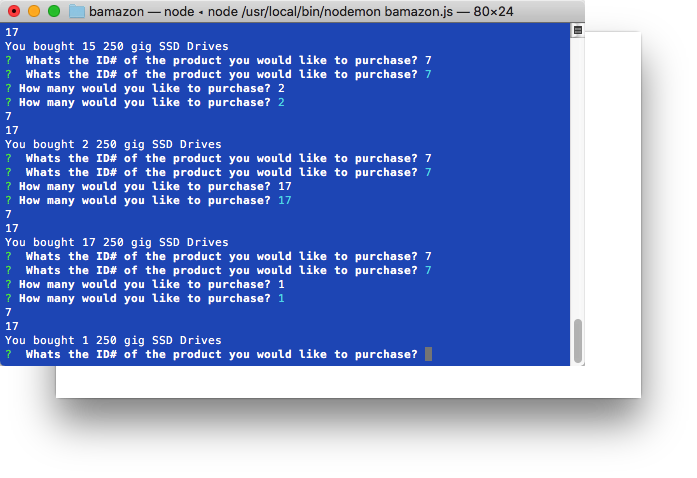 bamazon — node ◂ node /usr/local/bin/nodemon bamazon.js — 80×24
17
You bought 15 250 gig SSD Drives
?  Whats the ID# of the product you would like to purchase? 7
?  Whats the ID# of the product you would like to purchase? 7
? How many would you like to purchase? 2
? How many would you like to purchase? 2
7
17
You bought 2 250 gig SSD Drives
?  Whats the ID# of the product you would like to purchase? 7
?  Whats the ID# of the product you would like to purchase? 7
? How many would you like to purchase? 17
? How many would you like to purchase? 17
7
17
You bought 17 250 gig SSD Drives
?  Whats the ID# of the product you would like to purchase? 7
?  Whats the ID# of the product you would like to purchase? 7
? How many would you like to purchase? 1
? How many would you like to purchase? 1
7
17
You bought 1 250 gig SSD Drives
?  Whats the ID# of the product you would like to purchase?